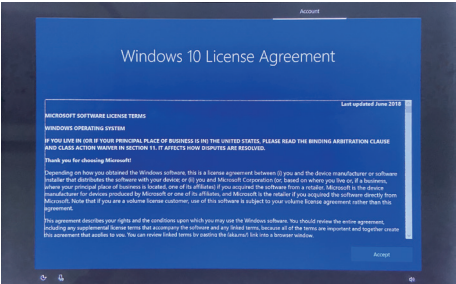 Account
Windows 10 License Agreement
Last updated June 2018
MICROSOFT SOFTWARE LICENSE TERMS
WINDOWS OPERATING SYSTEM
IF YOU LIVE IN (OR IF YOUR PRINCIPAL PLACE OF BUSINESS IS IN) THE UNITED STATES, PLEASE READ THE BINDING ARBITRATION CLAUSE
AND CLASS ACTION WAIVER IN SECTION 11. IT AFFECTS HOW DISPUTES ARE RESOLVED.
Thank you for choosing Microsoft!
Depending on how you obtained the Windows software, this is a license agreement between (i) you and the device manufacturer or software
installer that distributes the software with your device; or (ii) you and Microsoft Corporation (or, based on where you live or, if a business,
where your principal place of business is located, one of its affiliates) if you acquired the software from a retailer. Microsoft is the device
manufacturer for devices produced by Microsoft or one of its affiliates, and Microsoft is the retailer if you acquired the software directly from
Microsoft. Note that if you are a volume license customer, use of this software is subject to your volume license agreement rather than this
agreement.
This agreement describes your rights and the conditions upon which you may use the Windows software. You should review the entire agreement,
including any supplemental license terms that accompany the software and any linked terms, because all of the terms are important and together create
this agreement that applies to you. You can review linked terms by pasting the (aka.ms/) link into a browser window.
Accept